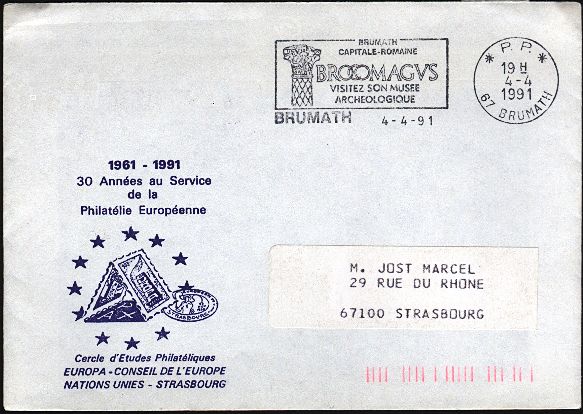 BRUMATH
CAPITALE-ROMAINE
BROCOMAGVS
VISITEZ SON MUSEE
ARCHEOLOGIQUE
BRUMATH 4-4-91
* P.P. *
19 H
4-4
1991
67 BRUMATH
1961 - 1991
30 Années au Service
de la
Philatélie Européenne
STRASBOURG
Cercle d'Etudes Philatéliques
EUROPA - CONSEIL DE L'EUROPE
NATIONS UNIES - STRASBOURG
M. JOST MARCEL
29 RUE DU RHONE
67100 STRASBOURG